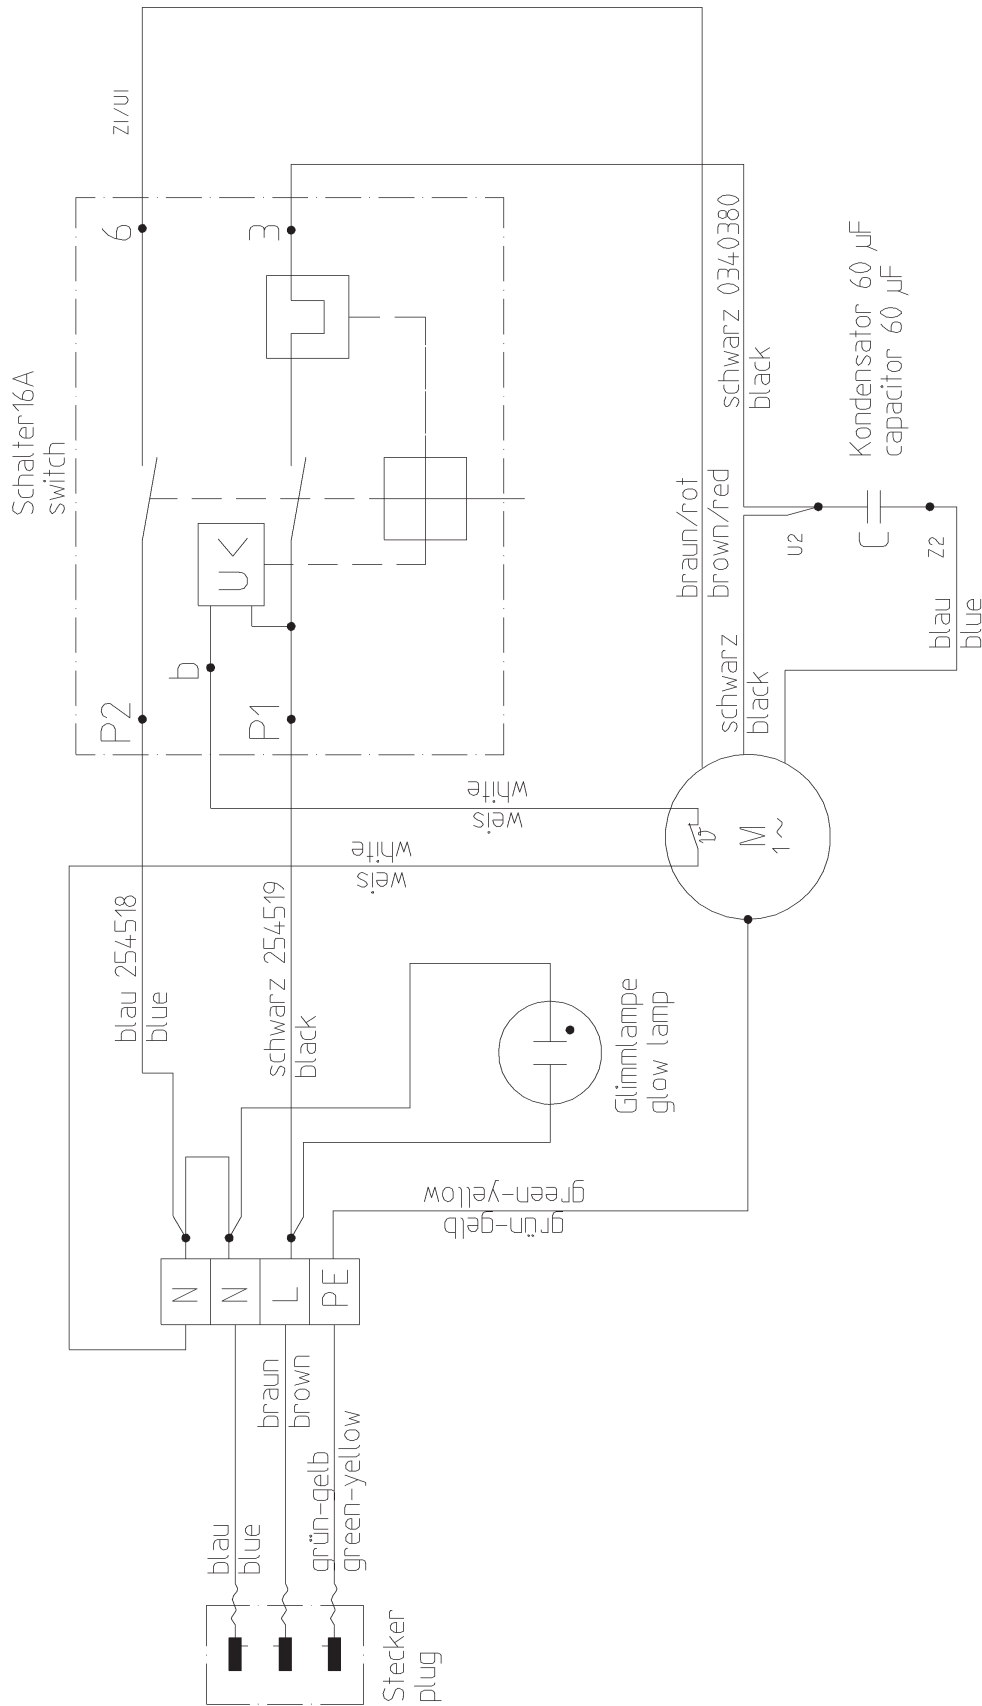 Stecker
plug
blau
blue
braun
brown
grün-gelb
green-yellow
N
N
L
PE
grün-gelb
green-yellow
blau 254518
blue
schwarz 254519
black
Glimmlampe
glow lamp
weis
white
weis
white
M
1~
ϑ
Schalter16A
switch
P2
P1
b
U<
6
3
Z1/U1
braun/rot
brown/red
schwarz
black
schwarz 0340380
black
U2
C
Z2
blau
blue
Kondensator 60 µF
capacitor 60 µF